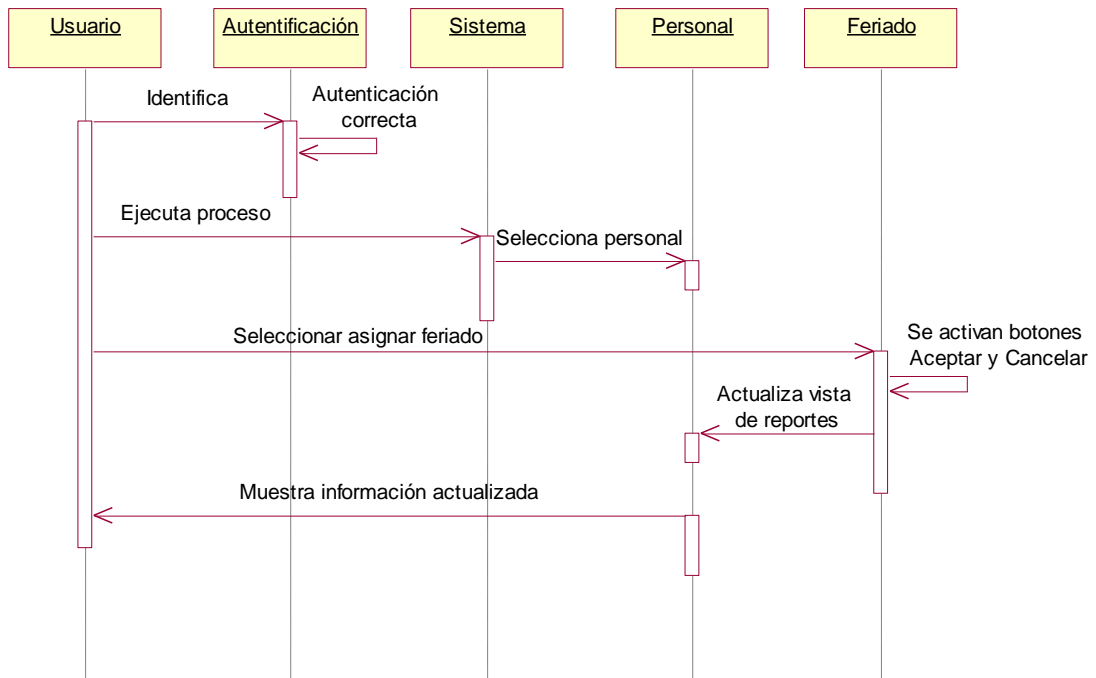 Usuario
Autentificación
Sistema
Personal
Feriado
Identifica
Autenticación
correcta
Ejecuta proceso
Selecciona personal
Seleccionar asignar feriado
Se activan botones
Aceptar y Cancelar
Actualiza vista
de reportes
Muestra información actualizada